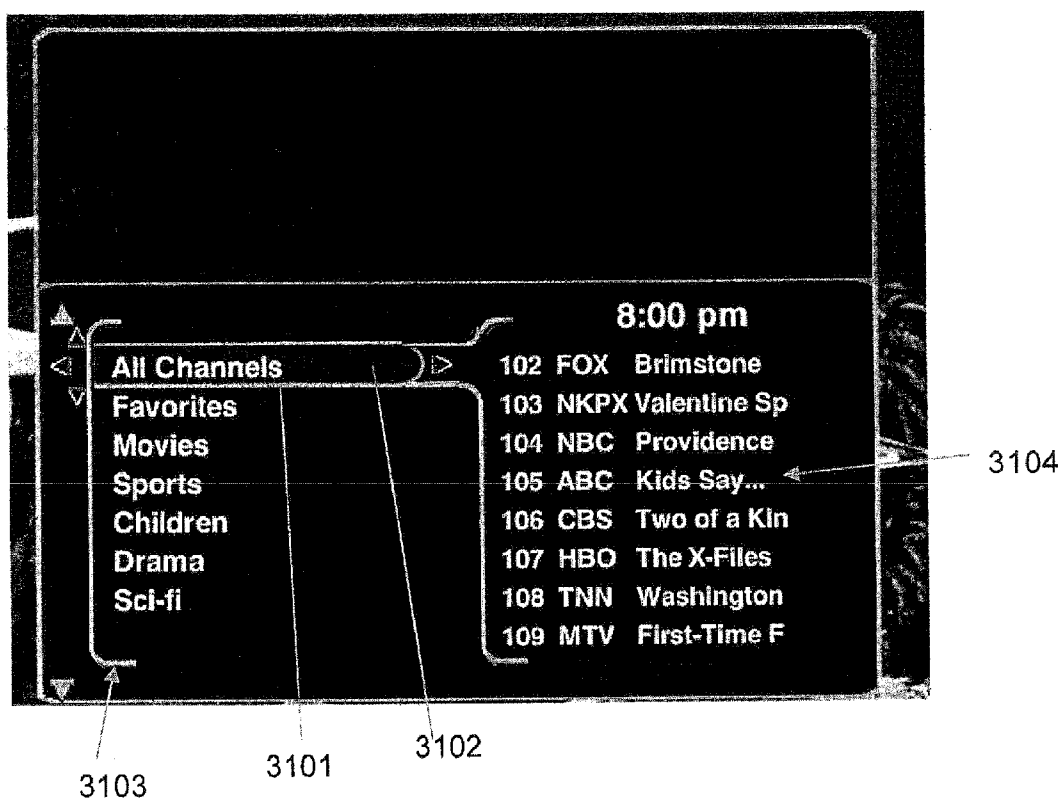 8:00 pm
All Channels
Favorites
Movies
Sports
Children
Drama
Sci-fi
102 FOX Brimstone
103 NKPX Valentine Sp
104 NBC Providence
105 ABC Kids Say...
106 CBS Two of a Kin
107 HBO The X-Files
108 TNN Washington
109 MTV First-Time F
3104
3103
3101
3102